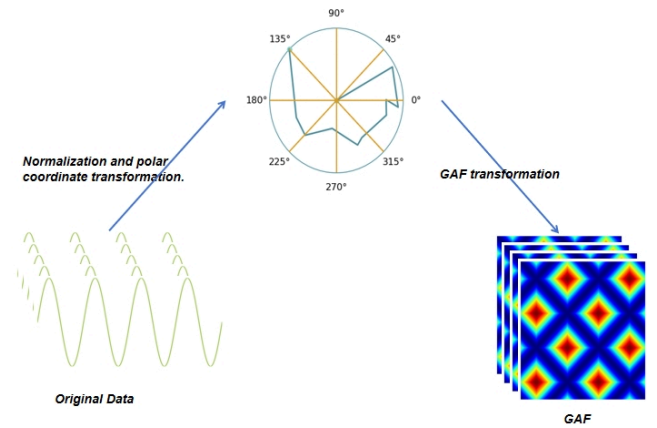 90°
135°
45°
180°
0°
225°
315°
270°
Normalization and polar
coordinate transformation.
GAF transformation
Original Data
GAF